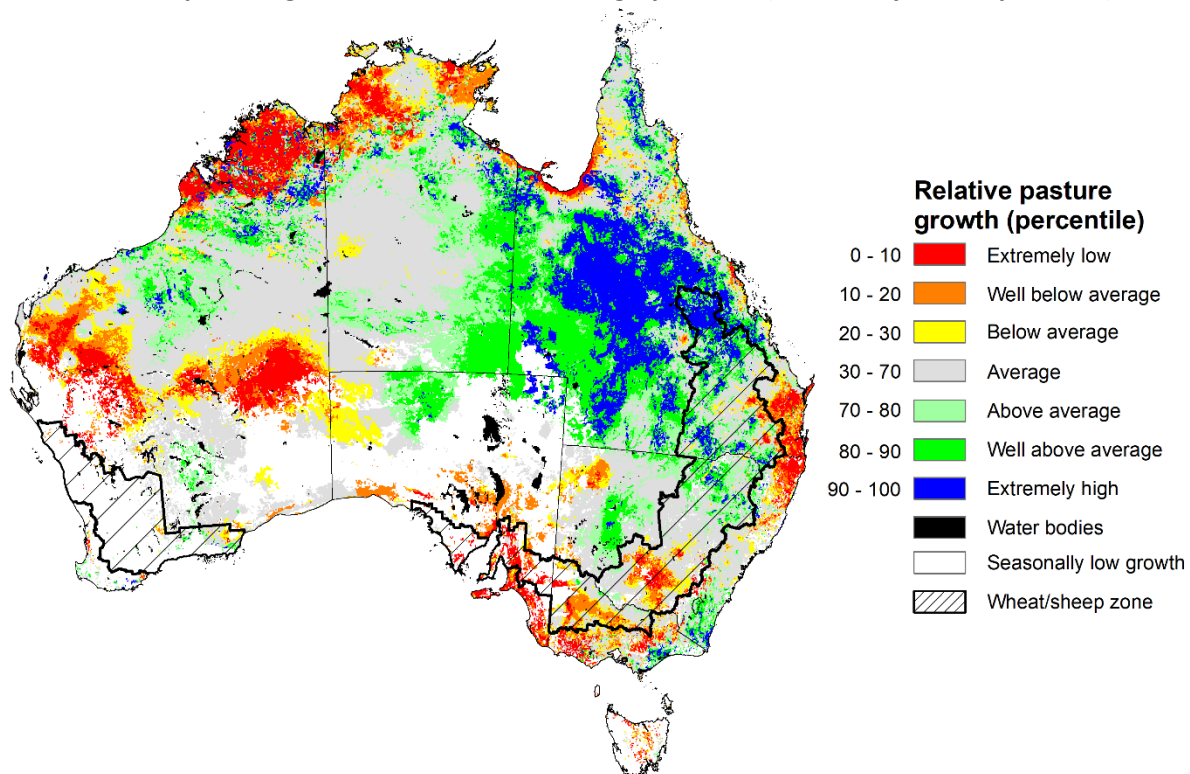 Relative pasture
growth (percentile)
0 - 10 Extremely low
10 - 20 Well below average
20 - 30 Below average
30 - 70 Average
70 - 80 Above average
80 - 90 Well above average
90 - 100 Extremely high
Water bodies
Seasonally low growth
Wheat/sheep zone